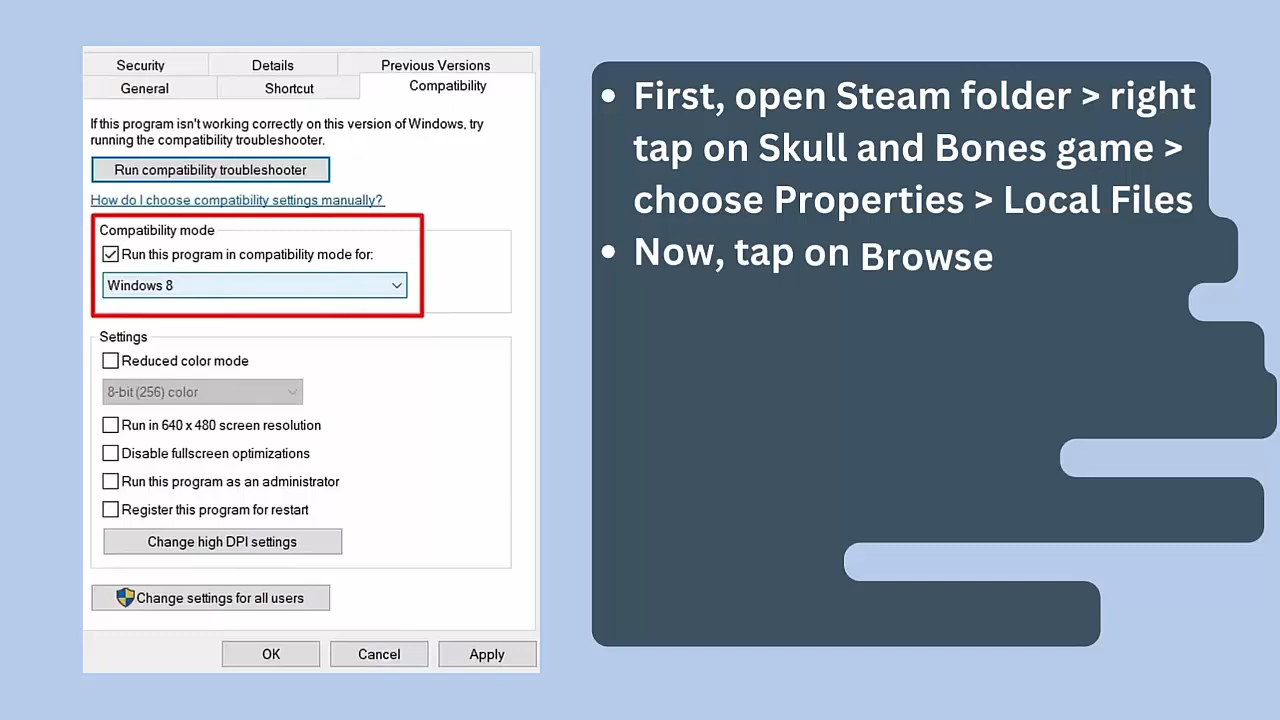 Security Details Previous Versions
General Shortcut Compatibility
If this program isn't working correctly on this version of Windows, try
running the compatibility troubleshooter.
Run compatibility troubleshooter
How do I choose compatibility settings manually?
Compatibility mode
Run this program in compatibility mode for:
Windows 8
Settings
Reduced color mode
8-bit (256) color
Run in 640 x 480 screen resolution
Disable fullscreen optimizations
Run this program as an administrator
Register this program for restart
Change high DPI settings
Change settings for all users
OK Cancel Apply
• First, open Steam folder > right
tap on Skull and Bones game >
choose Properties > Local Files
• Now, tap on Browse